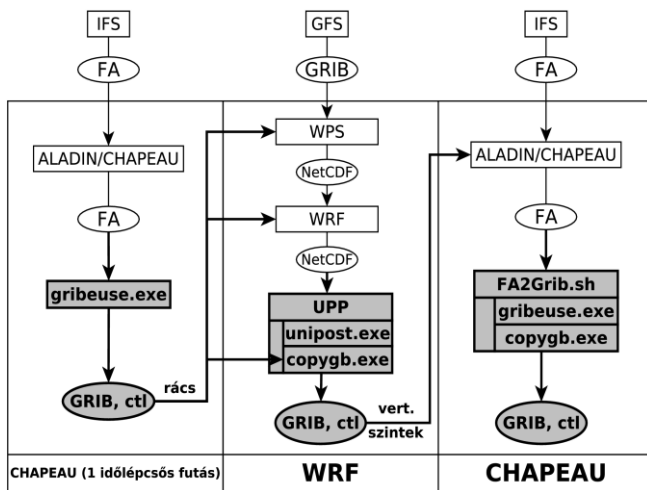 IFS
FA
ALADIN/CHAPEAU
FA
gribeuse.exe
GRIB, ctl
rács
CHAPEAU (1 időlépcsős futás)
GFS
GRIB
WPS
NetCDF
WRF
NetCDF
UPP
unipost.exe
copygb.exe
GRIB, ctl
vert.
szintek
WRF
IFS
FA
ALADIN/CHAPEAU
FA
FA2Grib.sh
gribeuse.exe
copygb.exe
GRIB, ctl
CHAPEAU